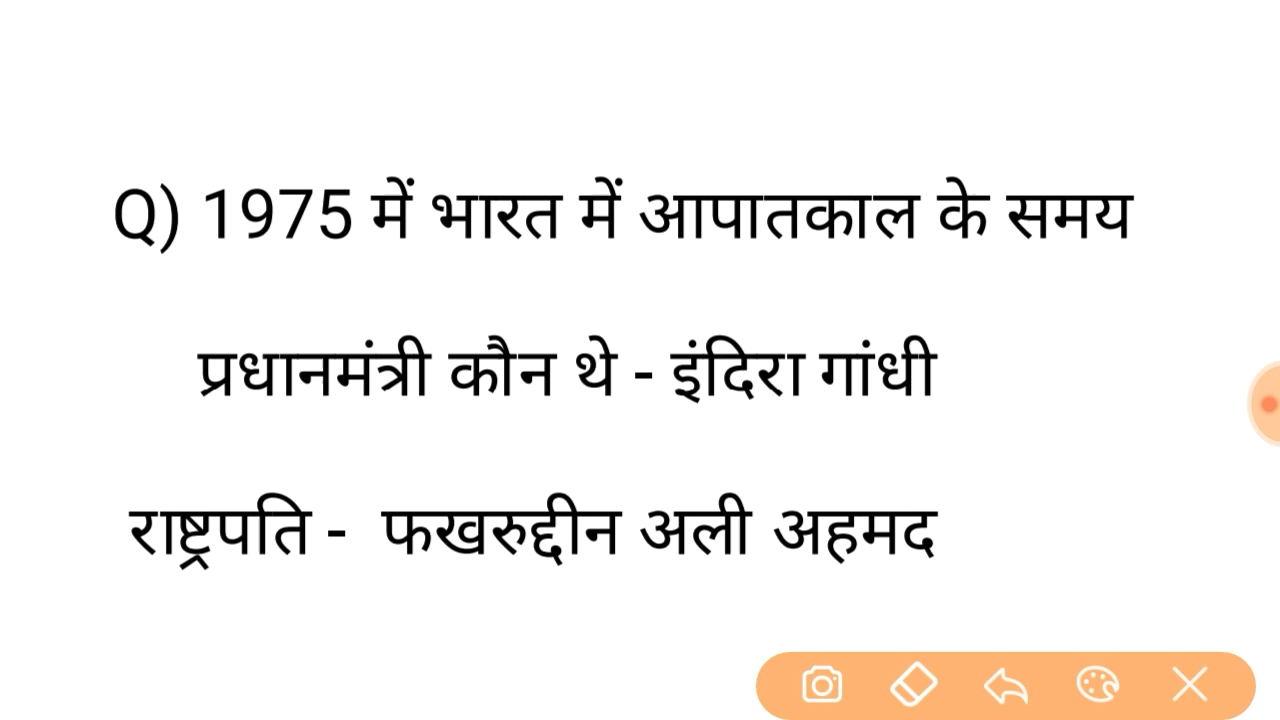 Q) 1975 में भारत में आपातकाल के समय
प्रधानमंत्री कौन थे - इंदिरा गांधी
राष्ट्रपति - फखरुद्दीन अली अहमद